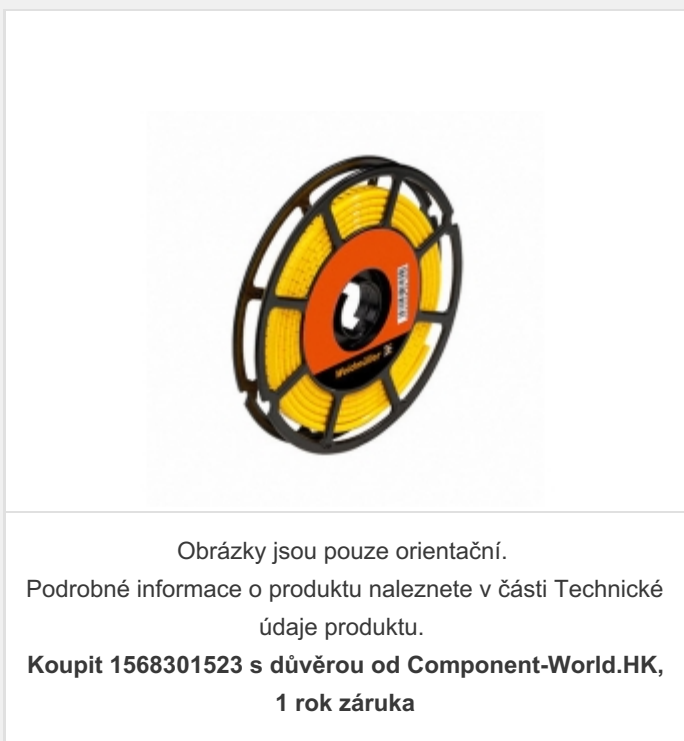 Weidmüller
Obrázky jsou pouze orientační.
Podrobné informace o produktu naleznete v části Technické
údaje produktu.
Koupit 1568301523 s důvěrou od Component-World.HK,
1 rok záruka